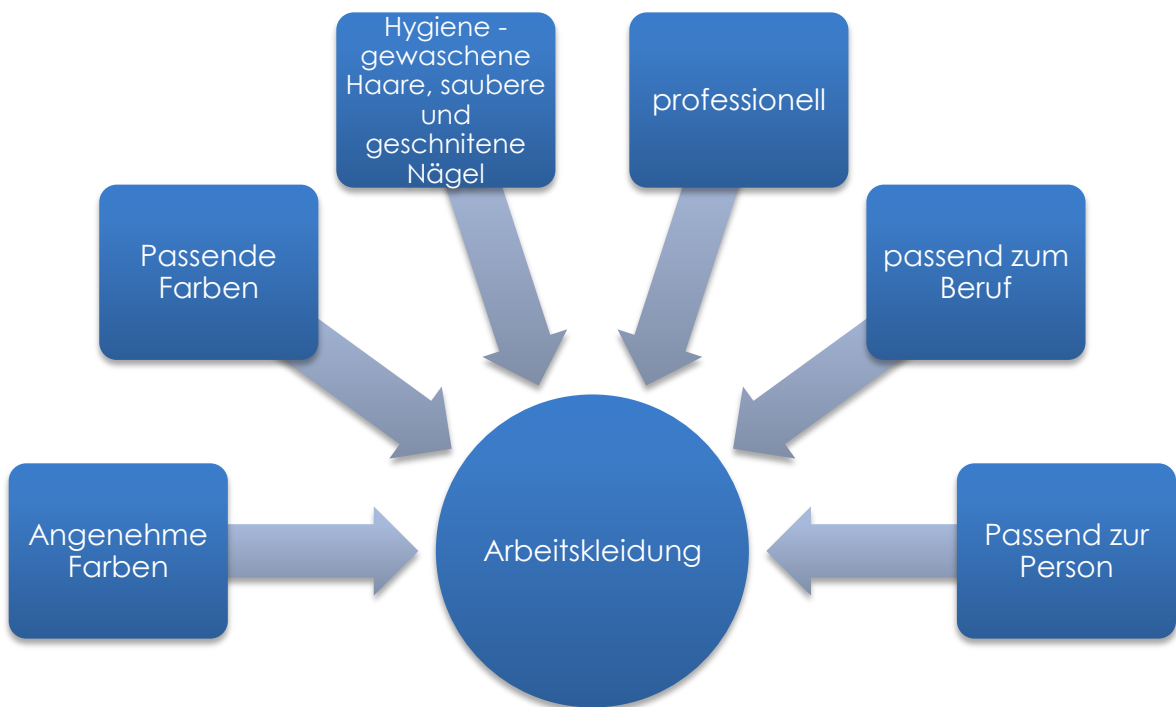 Hygiene -
gewaschene
Haare, saubere
und
geschnitene
Nägel
professionell
Passende
Farben
passend zum
Beruf
Angenehme
Farben
Arbeitskleidung
Passend zur
Person